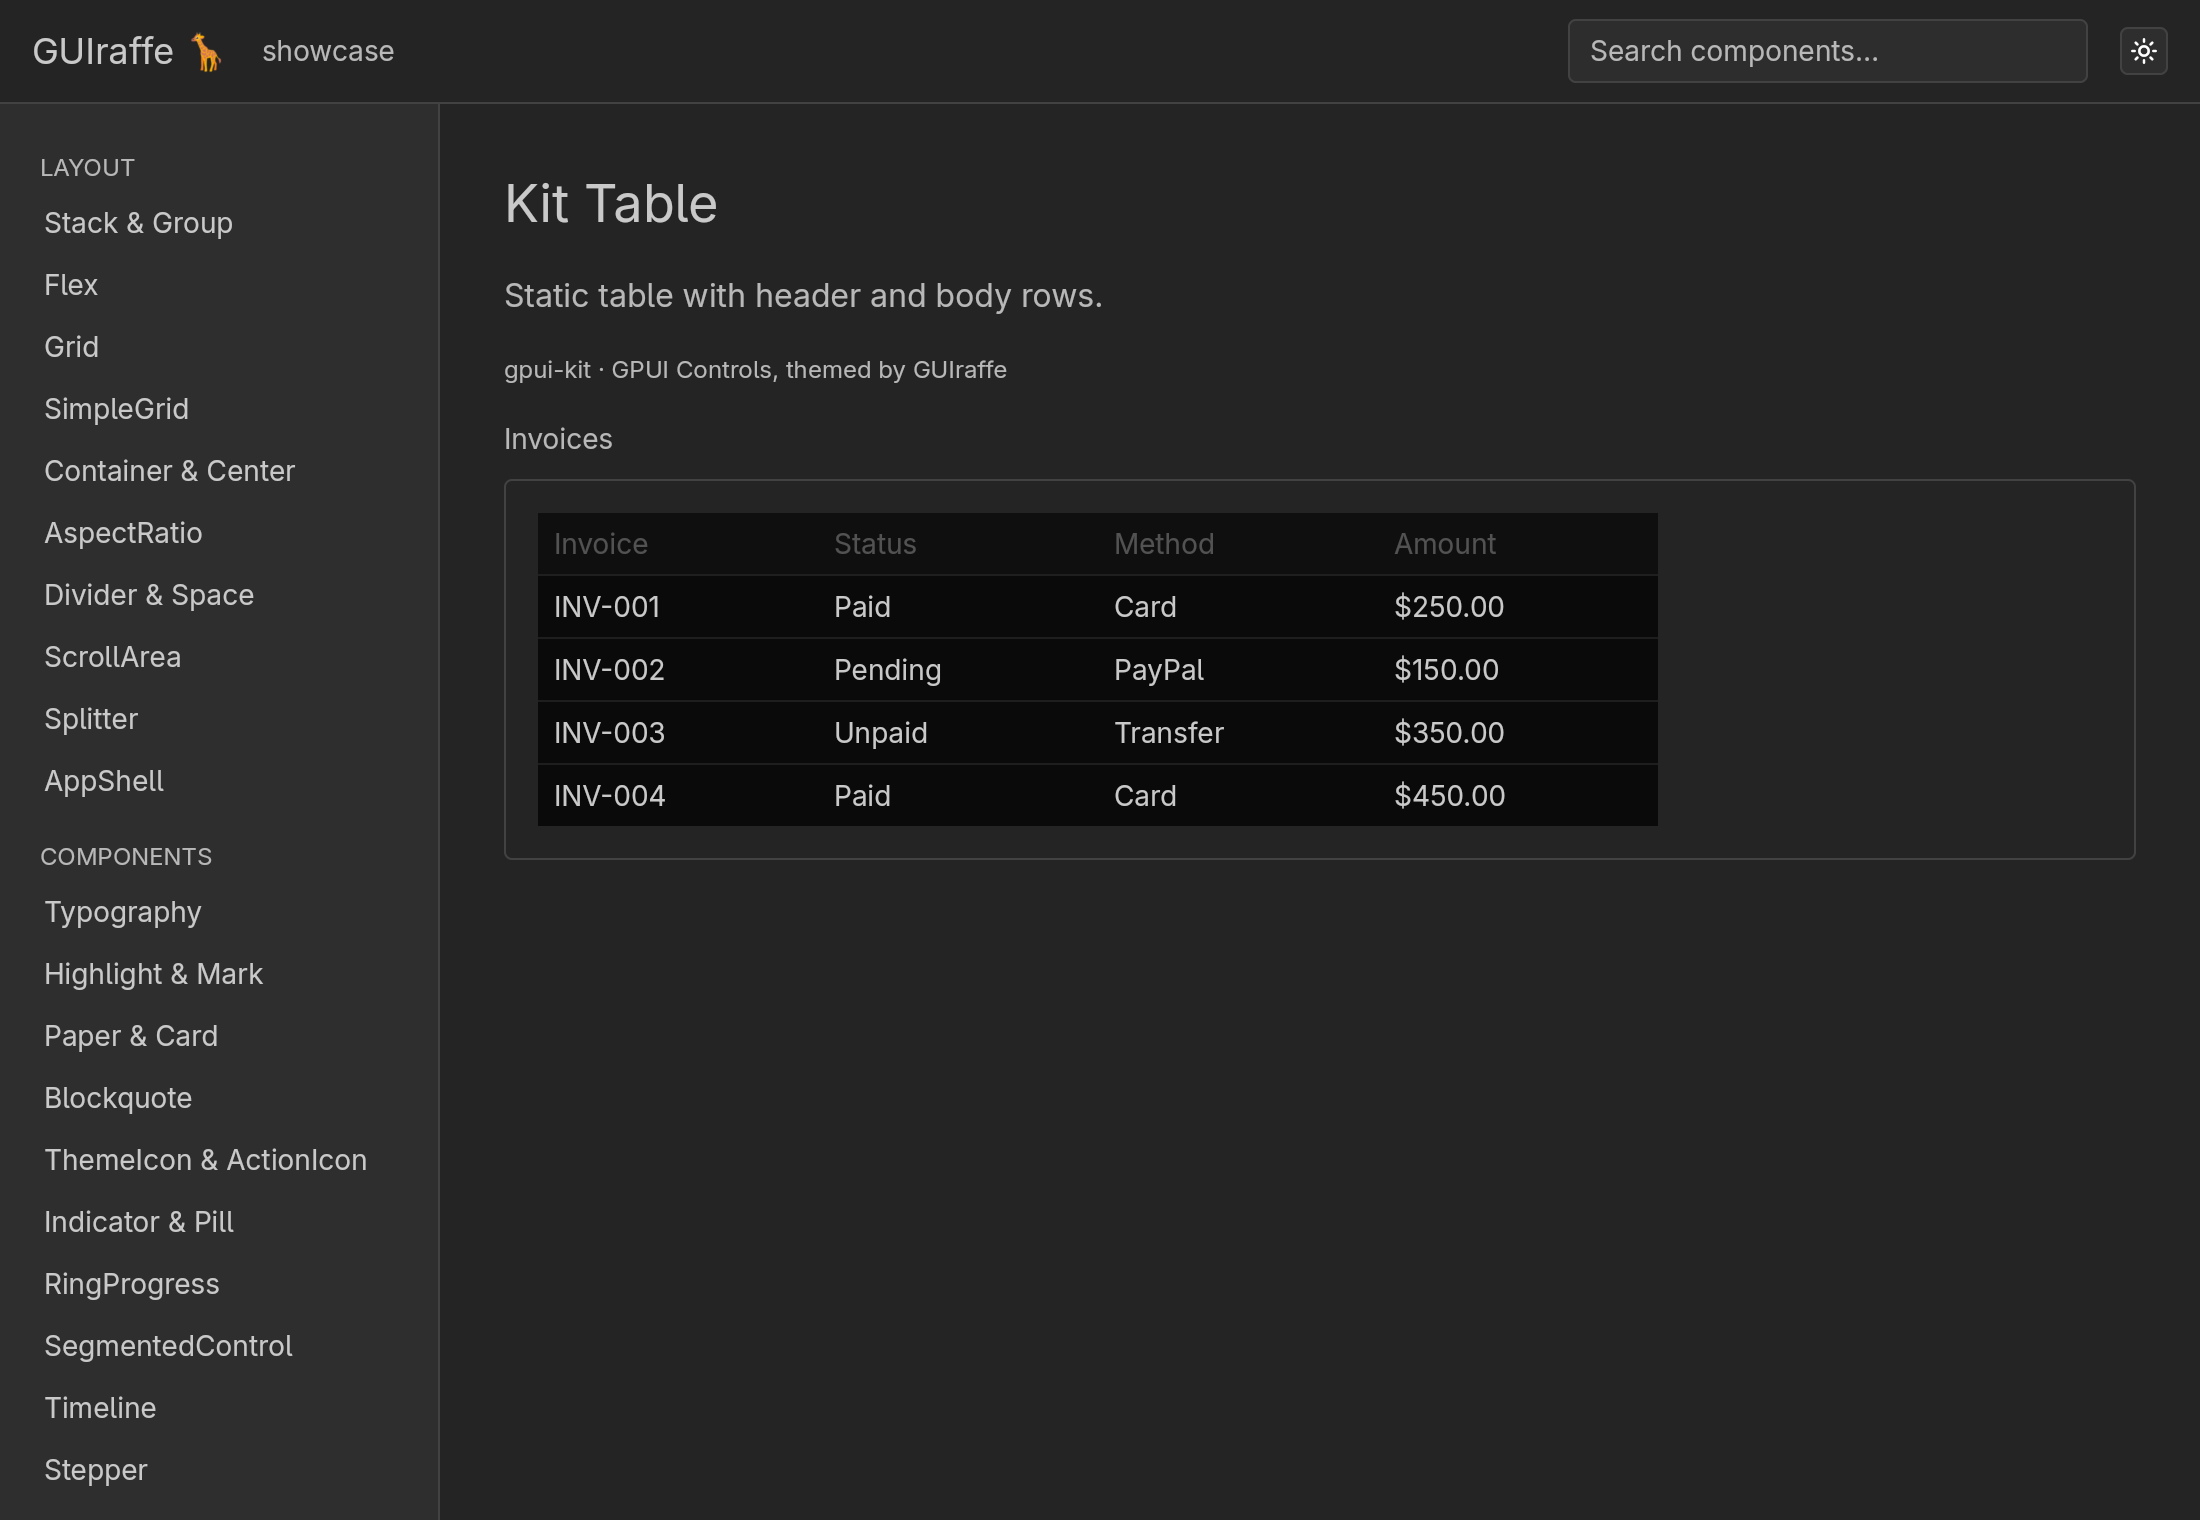 GUIraffe 🦒 showcase Search components...
LAYOUT
Stack & Group
Flex
Grid
SimpleGrid
Container & Center
AspectRatio
Divider & Space
ScrollArea
Splitter
AppShell
COMPONENTS
Typography
Highlight & Mark
Paper & Card
Blockquote
ThemeIcon & ActionIcon
Indicator & Pill
RingProgress
SegmentedControl
Timeline
Stepper
Kit Table
Static table with header and body rows.
gpui-kit · GPUI Controls, themed by GUIraffe
Invoices
Invoice Status Method Amount
INV-001 Paid Card $250.00
INV-002 Pending PayPal $150.00
INV-003 Unpaid Transfer $350.00
INV-004 Paid Card $450.00